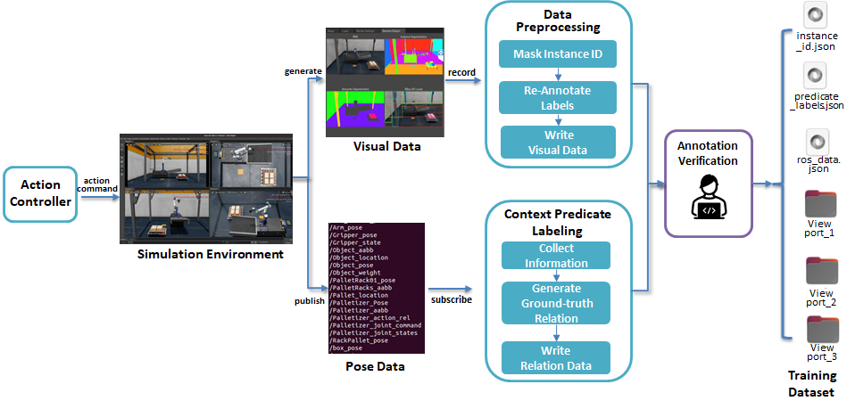 Action
Controller
action
command
Simulation Environment
generate
publish
Visual Data
record
/Arm_pose
/Gripper_pose
/Gripper_state
/Object_aabb
/Object_location
/Object_pose
/Object_weight
/PalletRack01_pose
/PalletRacks_aabb
/Pallet_location
/Palletizer_Pose
/Palletizer_aabb
/Palletizer_action_rel
/Palletizer_joint_command
/Palletizer_joint_states
/RackPallet_pose
/box_pose
Pose Data
subscribe
Data
Preprocessing
Mask Instance ID
Re-Annotate
Labels
Write
Visual Data
Context Predicate
Labeling
Collect
Information
Generate
Ground-truth
Relation
Write
Relation Data
Annotation
Verification
instance
_id.json
predicate
_labels.json
ros_data.
json
View
port_1
View
port_2
View
port_3
Training
Dataset